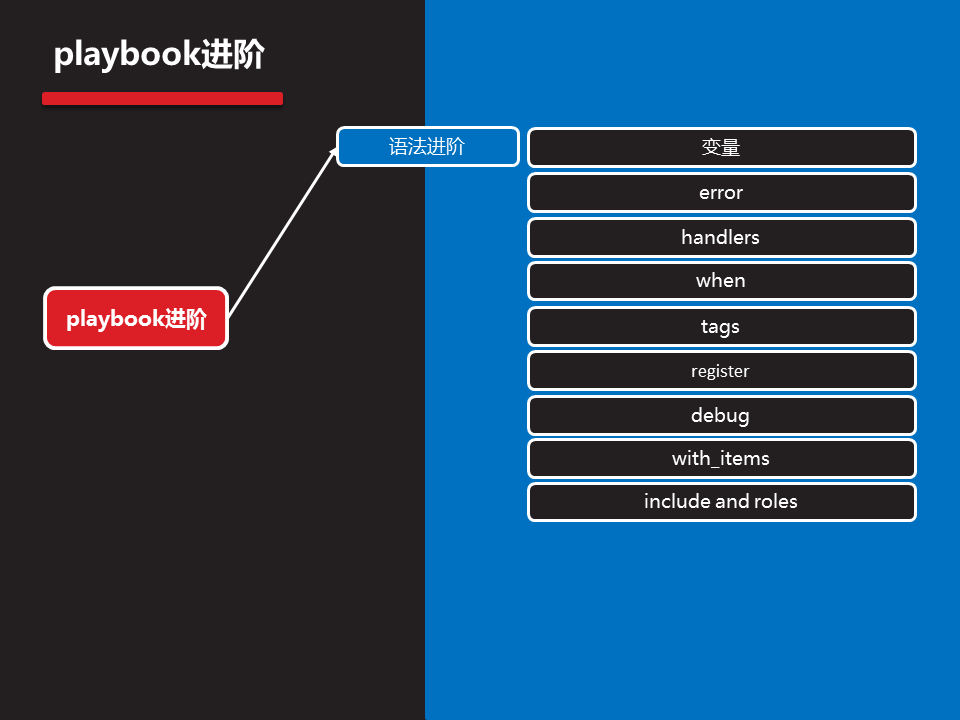 playbook进阶
语法进阶
变量
error
handlers
when
playbook进阶
tags
register
debug
with_items
include and roles